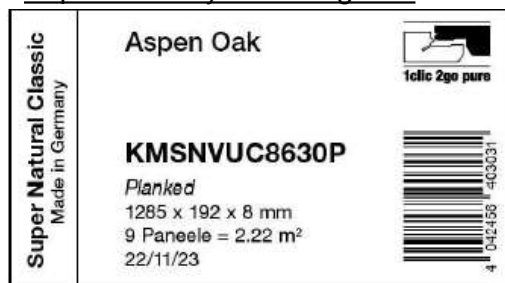 Super Natural Classic
Made in Germany
Aspen Oak
1clic 2go pure
KMSNVUC8630P
Planked
1285 x 192 x 8 mm
9 Paneele = 2.22 m²
22/11/23
4 042456 403031